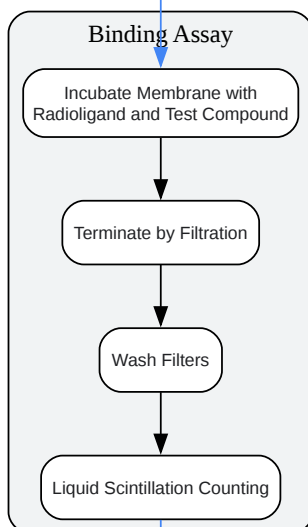 Binding Assay
Incubate Membrane with
Radioligand and Test Compound
Terminate by Filtration
Wash Filters
Liquid Scintillation Counting